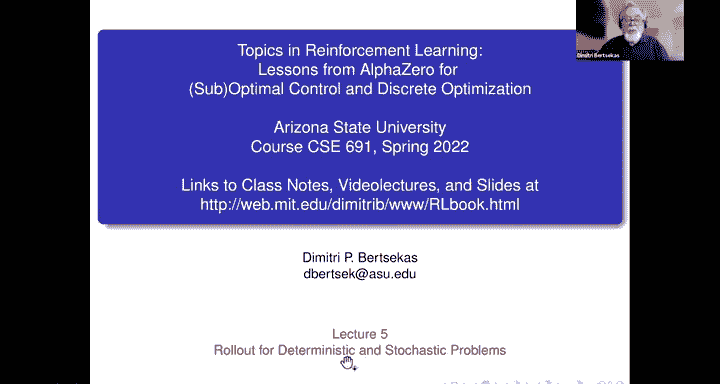 Topics in Reinforcement Learning:
Lessons from AlphaZero for
(Sub)Optimal Control and Discrete Optimization
Arizona State University
Course CSE 691, Spring 2022
Links to Class Notes, Videolectures, and Slides at
http://web.mit.edu/dimitrib/www/RLbook.html
Dimitri P. Bertsekas
dbertsek@asu.edu
Lecture 5
Rollout for Deterministic and Stochastic Problems
Dimitri Bertsekas